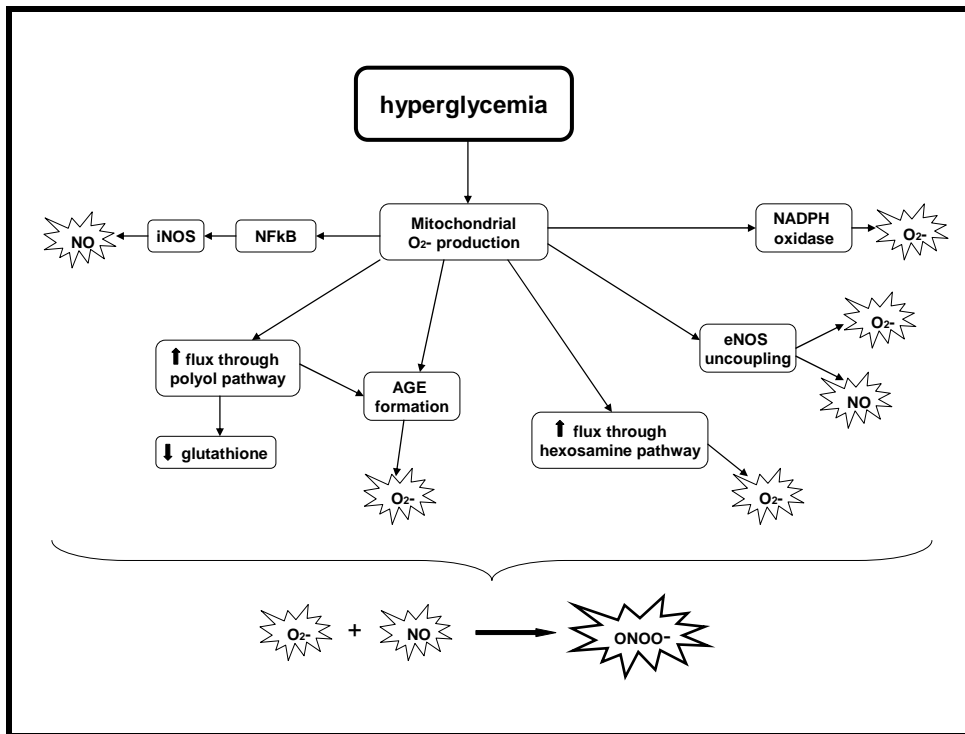 hyperglycemia
Mitochondrial
O₂- production
NADPH
oxidase
O₂-
NFkB
iNOS
NO
eNOS
uncoupling
O₂-
NO
⬆ flux through
polyol pathway
AGE
formation
⬆ flux through
hexosamine pathway
⬇ glutathione
O₂-
O₂-
O₂- + NO ONOO-